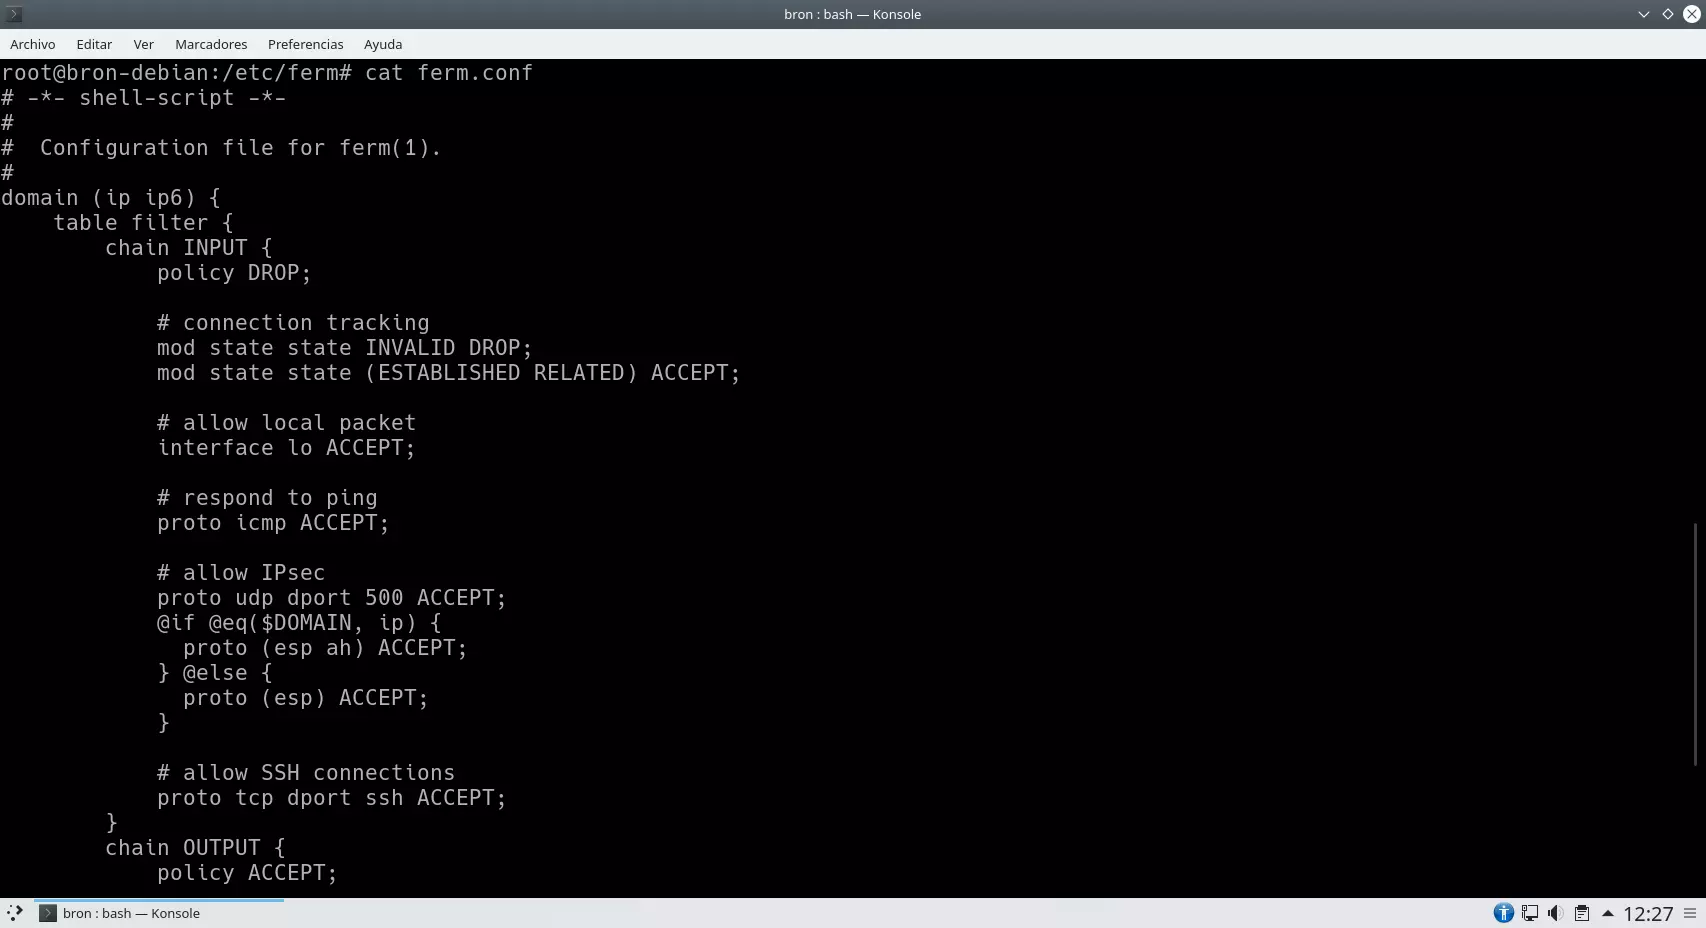 bron : bash — Konsole
Archivo Editar Ver Marcadores Preferencias Ayuda
root@bron-debian:/etc/ferm# cat ferm.conf
# -*- shell-script -*-
#
#  Configuration file for ferm(1).
#
domain (ip ip6) {
    table filter {
        chain INPUT {
            policy DROP;

            # connection tracking
            mod state state INVALID DROP;
            mod state state (ESTABLISHED RELATED) ACCEPT;

            # allow local packet
            interface lo ACCEPT;

            # respond to ping
            proto icmp ACCEPT;

            # allow IPsec
            proto udp dport 500 ACCEPT;
            @if @eq($DOMAIN, ip) {
              proto (esp ah) ACCEPT;
            } @else {
              proto (esp) ACCEPT;
            }

            # allow SSH connections
            proto tcp dport ssh ACCEPT;
        }
        chain OUTPUT {
            policy ACCEPT;
bron : bash — Konsole
12:27